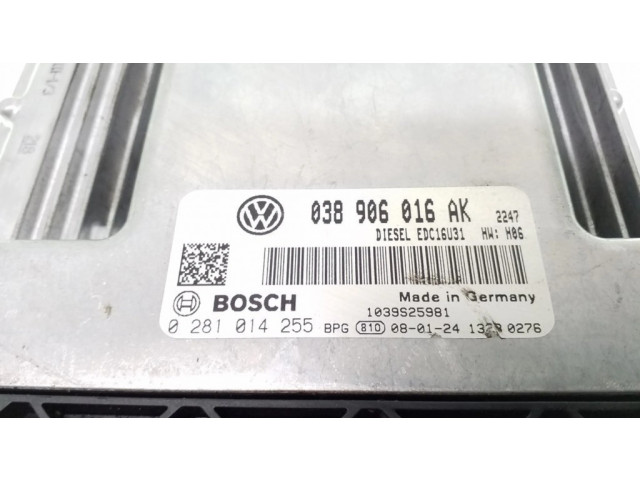 038 906 016 AK 2247
DIESEL EDC16U31 HW: H06
BOSCH
Made in Germany
1039S25981
0 281 014 255 BPG 810 08-01-24 0276